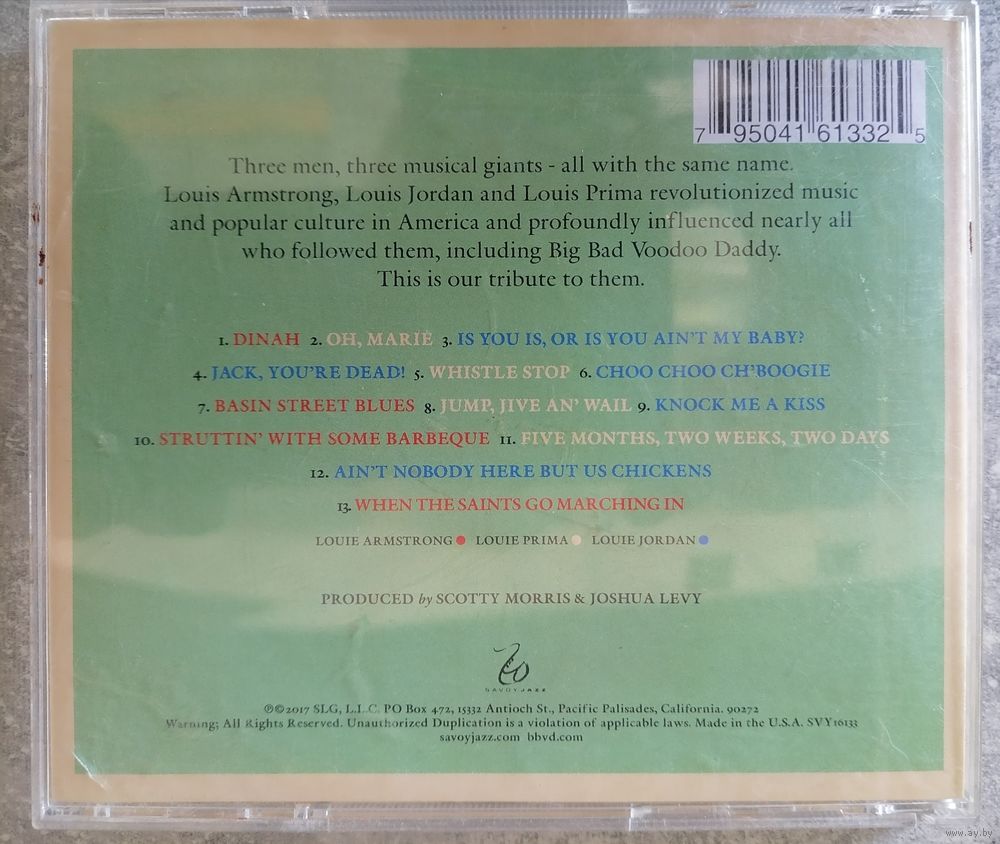 7 95041 61332 5
Three men, three musical giants - all with the same name.
Louis Armstrong, Louis Jordan and Louis Prima revolutionized music
and popular culture in America and profoundly influenced nearly all
who followed them, including Big Bad Voodoo Daddy.
This is our tribute to them.
1. DINAH 2. OH, MARIE 3. IS YOU IS, OR IS YOU AIN'T MY BABY?
4. JACK, YOU'RE DEAD! 5. WHISTLE STOP 6. CHOO CHOO CH'BOOGIE
7. BASIN STREET BLUES 8. JUMP, JIVE AN' WAIL 9. KNOCK ME A KISS
10. STRUTTIN' WITH SOME BARBEQUE 11. FIVE MONTHS, TWO WEEKS, TWO DAYS
12. AIN'T NOBODY HERE BUT US CHICKENS
13. WHEN THE SAINTS GO MARCHING IN
LOUIE ARMSTRONG LOUIE PRIMA LOUIE JORDAN
PRODUCED by SCOTTY MORRIS & JOSHUA LEVY
SAVOY JAZZ
℗©2017 SLG, L.L.C. PO Box 472, 15332 Antioch St., Pacific Palisades, California. 90272
Warning; All Rights Reserved. Unauthorized Duplication is a violation of applicable laws. Made in the U.S.A. SVY16133
savoyjazz.com bbvd.com
www.ay.by